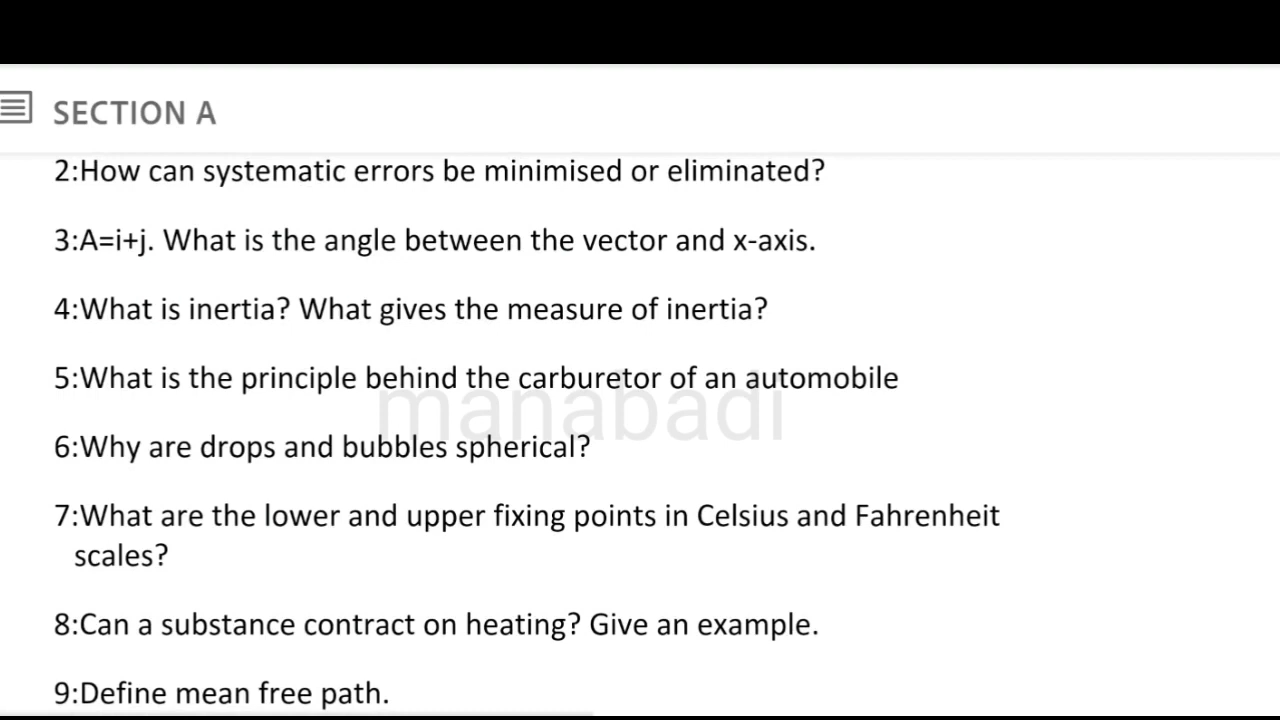 SECTION A
2:How can systematic errors be minimised or eliminated?
3:A=i+j. What is the angle between the vector and x-axis.
4:What is inertia? What gives the measure of inertia?
5:What is the principle behind the carburetor of an automobile
manabadi
6:Why are drops and bubbles spherical?
7:What are the lower and upper fixing points in Celsius and Fahrenheit
scales?
8:Can a substance contract on heating? Give an example.
9:Define mean free path.